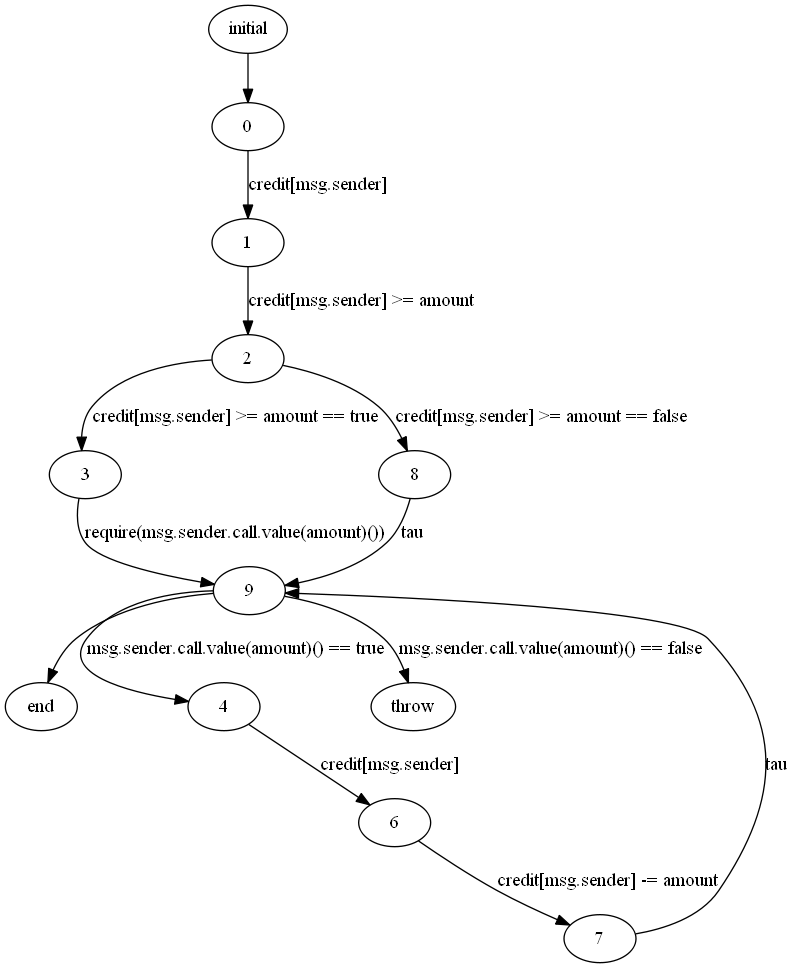 initial
0
credit[msg.sender]
1
credit[msg.sender] >= amount
2
credit[msg.sender] >= amount == true
credit[msg.sender] >= amount == false
3
8
require(msg.sender.call.value(amount)())
tau
9
msg.sender.call.value(amount)() == true
msg.sender.call.value(amount)() == false
end
4
throw
credit[msg.sender]
tau
6
credit[msg.sender] -= amount
7